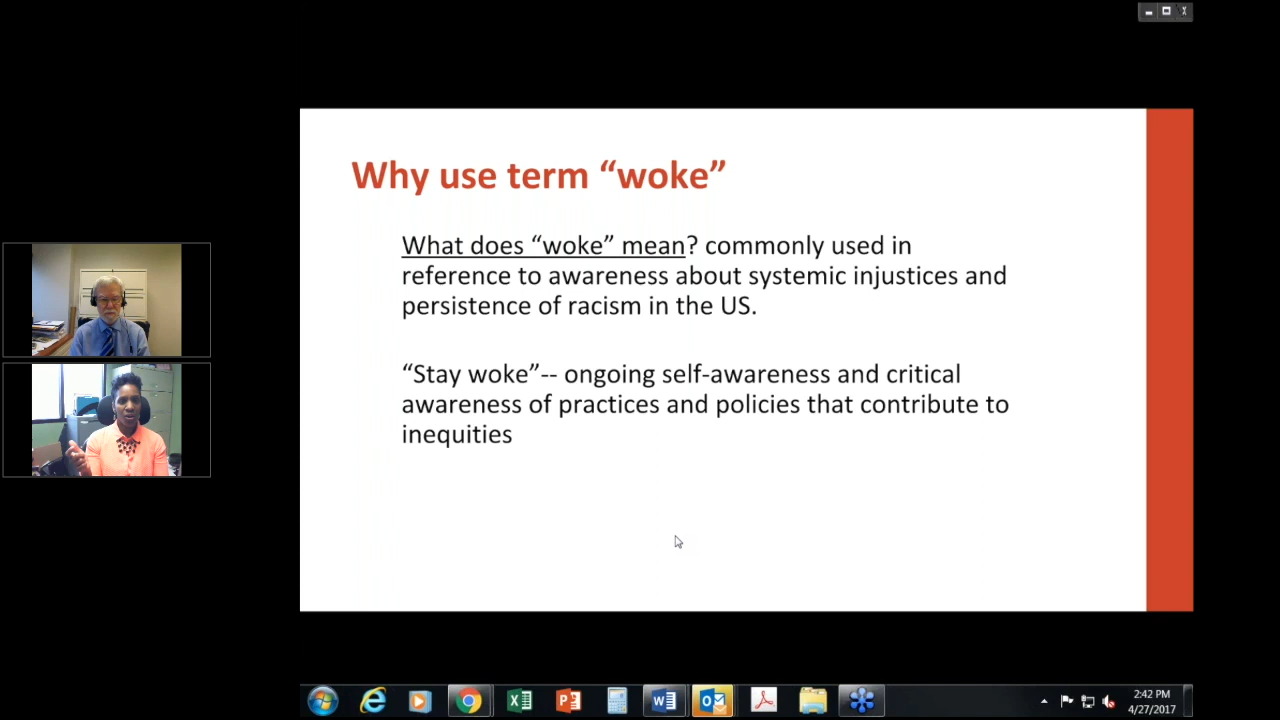 Why use term “woke”
What does “woke” mean? commonly used in
reference to awareness about systemic injustices and
persistence of racism in the US.
“Stay woke”-- ongoing self-awareness and critical
awareness of practices and policies that contribute to
inequities
2:42 PM
4/27/2017